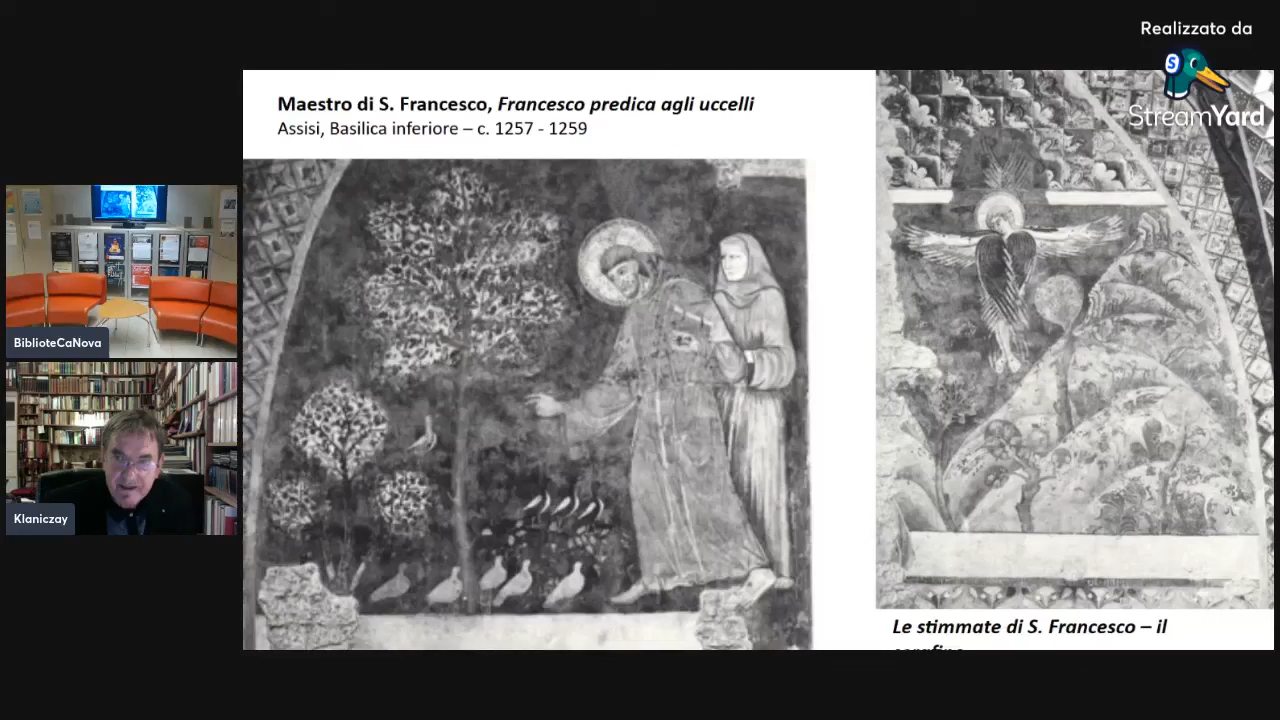 Realizzato da
StreamYard
Maestro di S. Francesco, Francesco predica agli uccelli
Assisi, Basilica inferiore – c. 1257 - 1259
BiblioteCaNova
Klaniczay
Le stimmate di S. Francesco – il